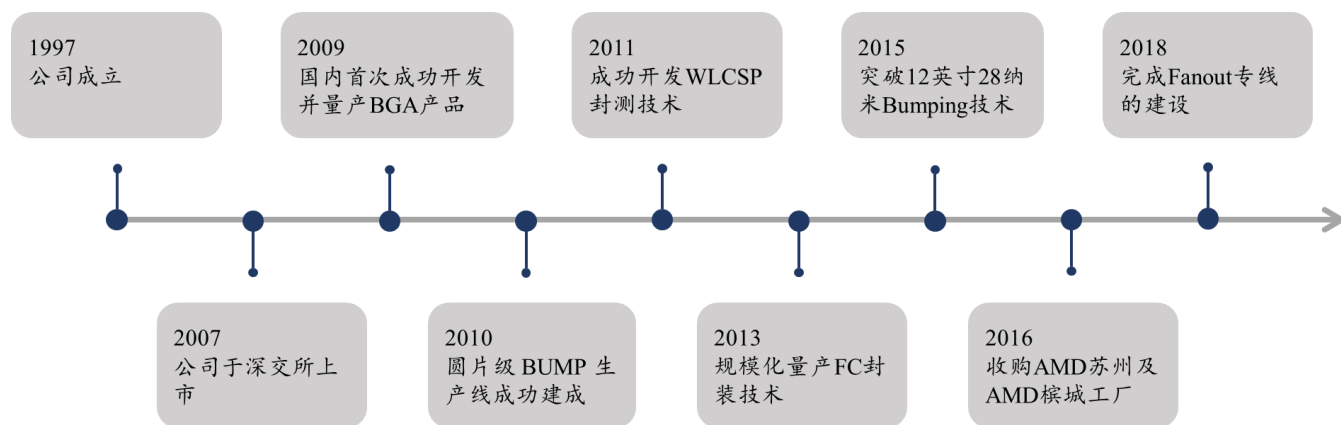 1997
公司成立
2009
国内首次成功开发
并量产BGA产品
2011
成功开发WLCSP
封测技术
2015
突破12英寸28纳
米Bumping技术
2018
完成Fanout专线
的建设
2007
公司于深交所上
市
2010
圆片级 BUMP 生
产线成功建成
2013
规模化量产FC封
装技术
2016
收购AMD苏州及
AMD槟城工厂